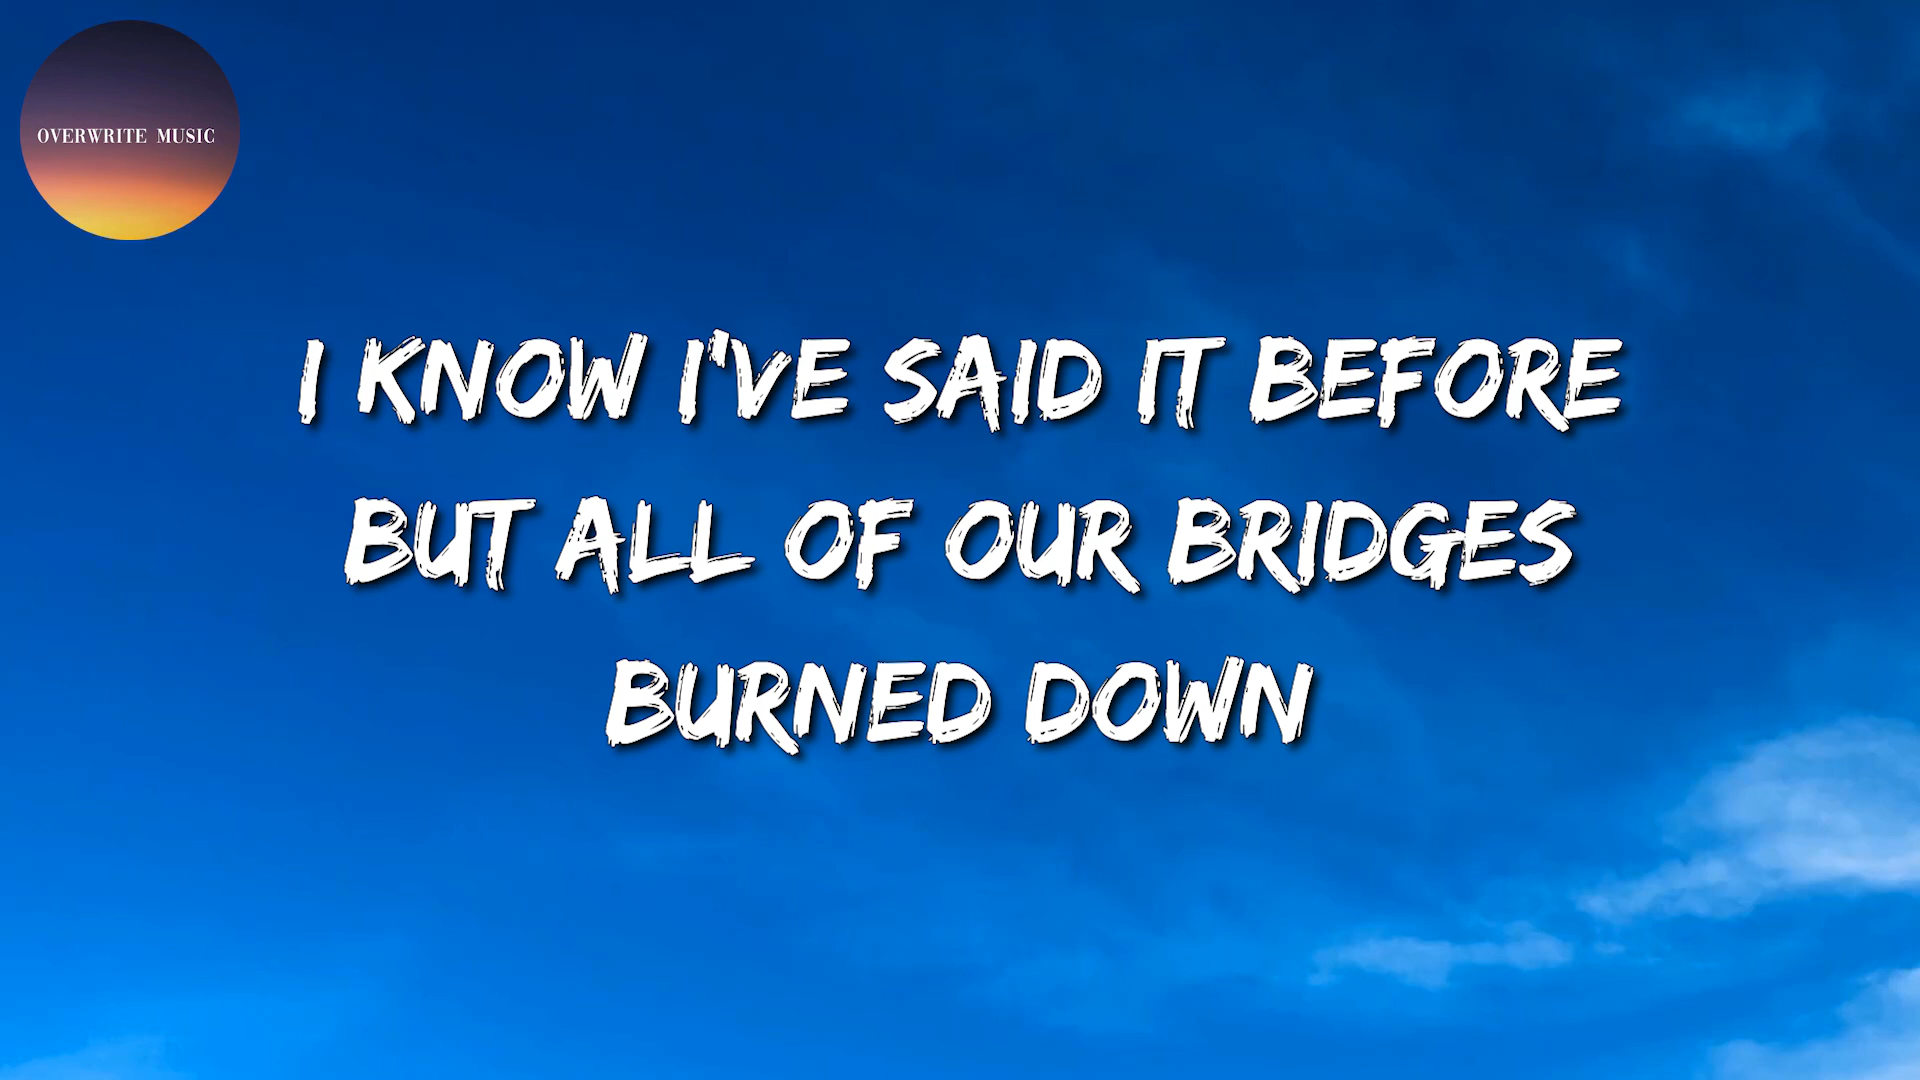 OVERWRITE MUSIC
I KNOW I'VE SAID IT BEFORE
BUT ALL OF OUR BRIDGES
BURNED DOWN